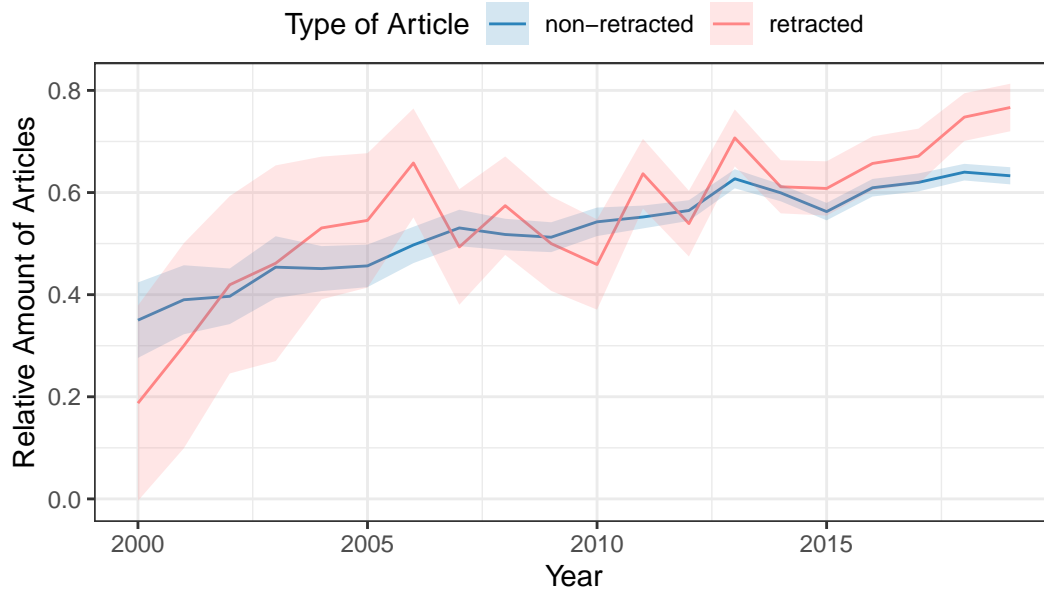 Type of Article non−retracted retracted
Relative Amount of Articles
0.8
0.6
0.4
0.2
0.0
2000 2005 2010 2015
Year